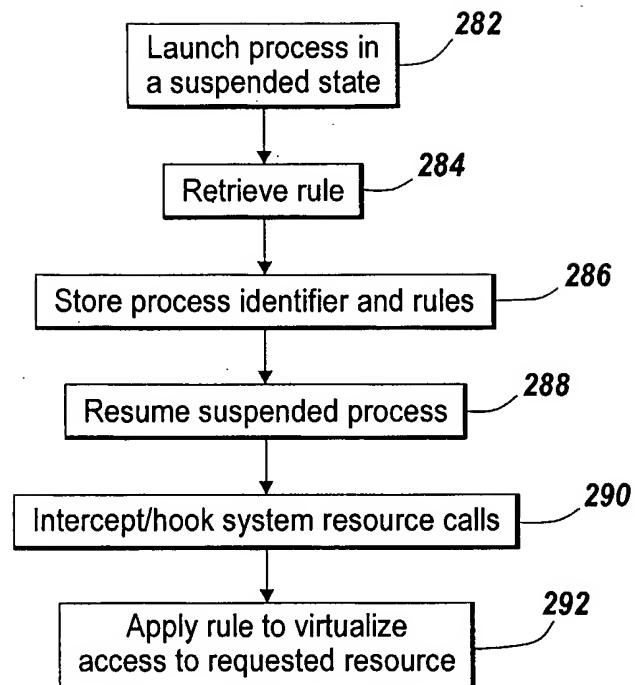 282
Launch process in
a suspended state
284
Retrieve rule
286
Store process identifier and rules
288
Resume suspended process
290
Intercept/hook system resource calls
292
Apply rule to virtualize
access to requested resource